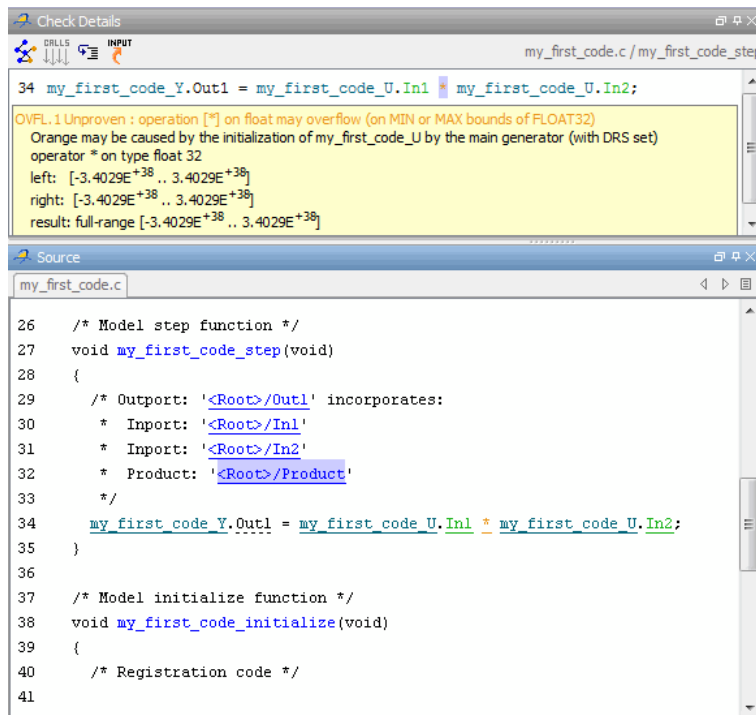 Check Details
CALLS INPUT
my_first_code.c / my_first_code_step
34 my_first_code_Y.Out1 = my_first_code_U.In1 * my_first_code_U.In2;
OVFL.1 Unproven : operation [*] on float may overflow (on MIN or MAX bounds of FLOAT32)
Orange may be caused by the initialization of my_first_code_U by the main generator (with DRS set)
operator * on type float 32
left: [-3.4029E+38 .. 3.4029E+38]
right: [-3.4029E+38 .. 3.4029E+38]
result: full-range [-3.4029E+38 .. 3.4029E+38]
Source
my_first_code.c
26 /* Model step function */
27 void my_first_code_step(void)
28 {
29 /* Outport: '<Root>/Out1' incorporates:
30 * Inport: '<Root>/In1'
31 * Inport: '<Root>/In2'
32 * Product: '<Root>/Product'
33 */
34 my_first_code_Y.Out1 = my_first_code_U.In1 * my_first_code_U.In2;
35 }
36
37 /* Model initialize function */
38 void my_first_code_initialize(void)
39 {
40 /* Registration code */
41